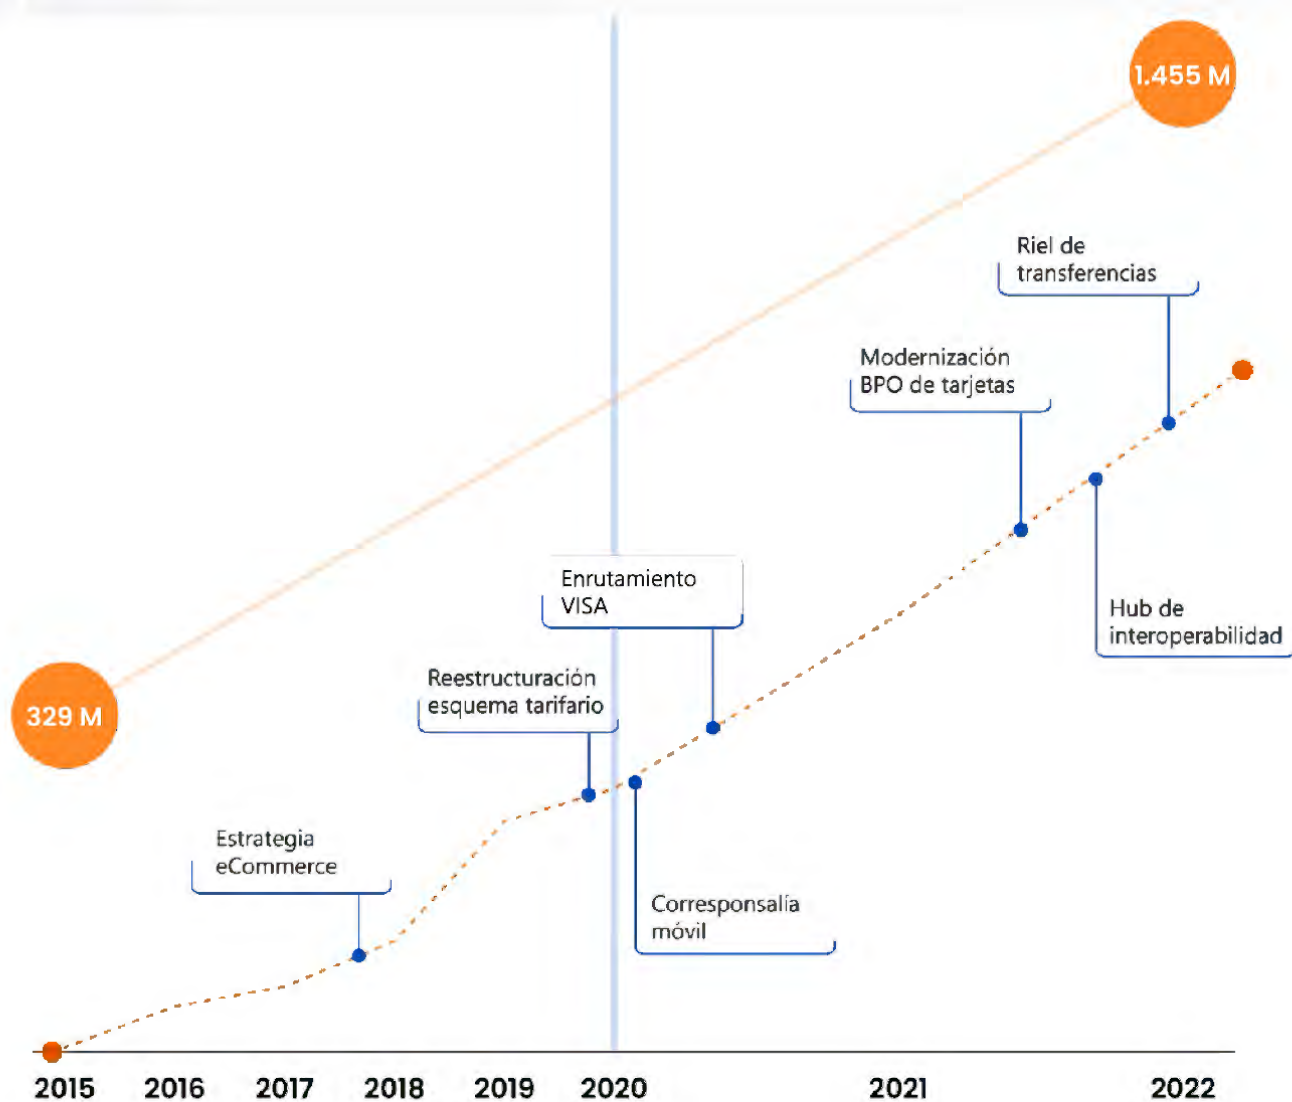 1.455 M
Riel de
transferencias
Modernización
BPO de tarjetas
Enrutamiento
VISA
Hub de
interoperabilidad
Reestructuración
esquema tarifario
329 M
Estrategia
eCommerce
Corresponsalía
móvil
2015 2016 2017 2018 2019 2020 2021 2022